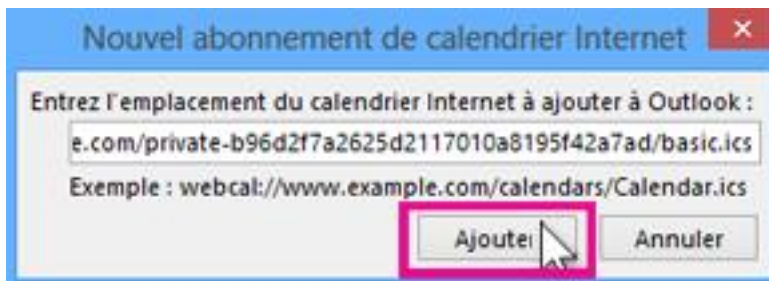 Nouvel abonnement de calendrier Internet
Entrez l'emplacement du calendrier Internet à ajouter à Outlook :
e.com/private-b96d2f7a2625d2117010a8195f42a7ad/basic.ics
Exemple : webcal://www.example.com/calendars/Calendar.ics
Ajouter Annuler